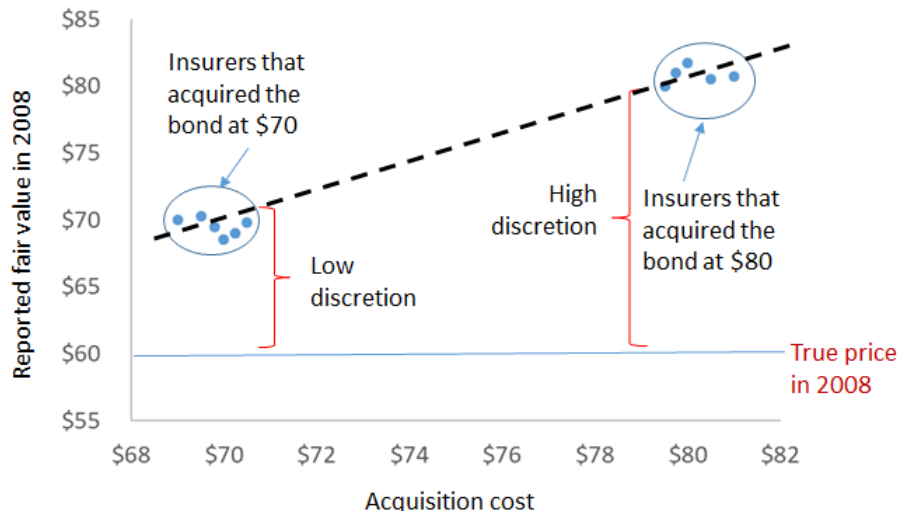 Reported fair value in 2008
$85
$80
$75
$70
$65
$60
$55
Insurers that
acquired the
bond at $70
Low
discretion
High
discretion
Insurers that
acquired the
bond at $80
True price
in 2008
$68
$70
$72
$74
$76
$78
$80
$82
Acquisition cost